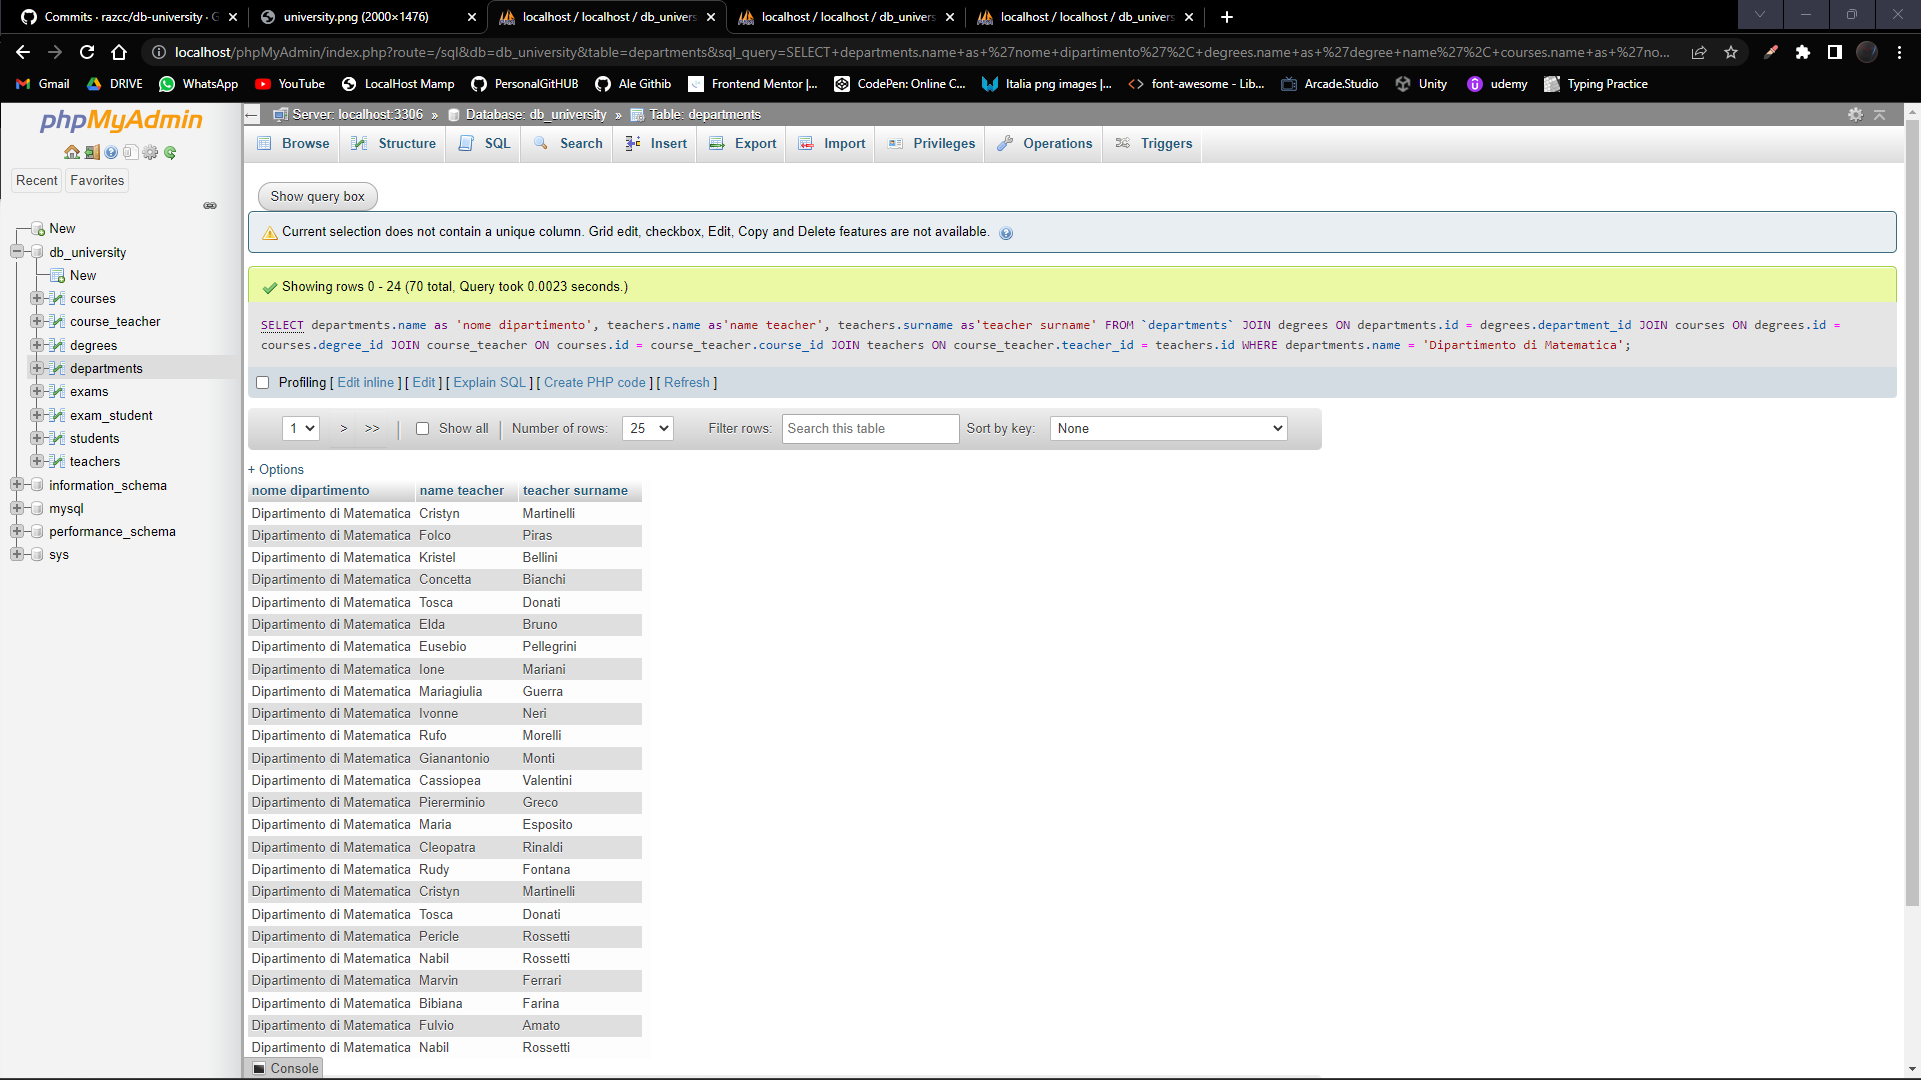 Commits · razcc/db-university · G
university.png (2000×1476)
localhost / localhost / db_univers
localhost / localhost / db_univers
localhost / localhost / db_univers
localhost/phpMyAdmin/index.php?route=/sql&db=db_university&table=departments&sql_query=SELECT+departments.name+as+%27nome+dipartimento%27%2C+degrees.name+as+%27degree+name%27%2C+courses.name+as+%27no...
Gmail DRIVE WhatsApp YouTube LocalHost Mamp PersonalGitHUB Ale Githib Frontend Mentor |... CodePen: Online C... Italia png images |... font-awesome - Lib... Arcade.Studio Unity udemy Typing Practice
phpMyAdmin
Recent Favorites
New
db_university
New
courses
course_teacher
degrees
departments
exams
exam_student
students
teachers
information_schema
mysql
performance_schema
sys
Server: localhost:3306 » Database: db_university » Table: departments
Browse Structure SQL Search Insert Export Import Privileges Operations Triggers
Show query box
Current selection does not contain a unique column. Grid edit, checkbox, Edit, Copy and Delete features are not available.
Showing rows 0 - 24 (70 total, Query took 0.0023 seconds.)
SELECT departments.name as 'nome dipartimento', teachers.name as'name teacher', teachers.surname as'teacher surname' FROM `departments` JOIN degrees ON departments.id = degrees.department_id JOIN courses ON degrees.id =
courses.degree_id JOIN course_teacher ON courses.id = course_teacher.course_id JOIN teachers ON course_teacher.teacher_id = teachers.id WHERE departments.name = 'Dipartimento di Matematica';
Profiling [ Edit inline ] [ Edit ] [ Explain SQL ] [ Create PHP code ] [ Refresh ]
1 > >> | Show all | Number of rows: 25 Filter rows: Search this table Sort by key: None
+ Options
nome dipartimento name teacher teacher surname
Dipartimento di Matematica Cristyn Martinelli
Dipartimento di Matematica Folco Piras
Dipartimento di Matematica Kristel Bellini
Dipartimento di Matematica Concetta Bianchi
Dipartimento di Matematica Tosca Donati
Dipartimento di Matematica Elda Bruno
Dipartimento di Matematica Eusebio Pellegrini
Dipartimento di Matematica Ione Mariani
Dipartimento di Matematica Mariagiulia Guerra
Dipartimento di Matematica Ivonne Neri
Dipartimento di Matematica Rufo Morelli
Dipartimento di Matematica Gianantonio Monti
Dipartimento di Matematica Cassiopea Valentini
Dipartimento di Matematica Piererminio Greco
Dipartimento di Matematica Maria Esposito
Dipartimento di Matematica Cleopatra Rinaldi
Dipartimento di Matematica Rudy Fontana
Dipartimento di Matematica Cristyn Martinelli
Dipartimento di Matematica Tosca Donati
Dipartimento di Matematica Pericle Rossetti
Dipartimento di Matematica Nabil Rossetti
Dipartimento di Matematica Marvin Ferrari
Dipartimento di Matematica Bibiana Farina
Dipartimento di Matematica Fulvio Amato
Dipartimento di Matematica Nabil Rossetti
Console